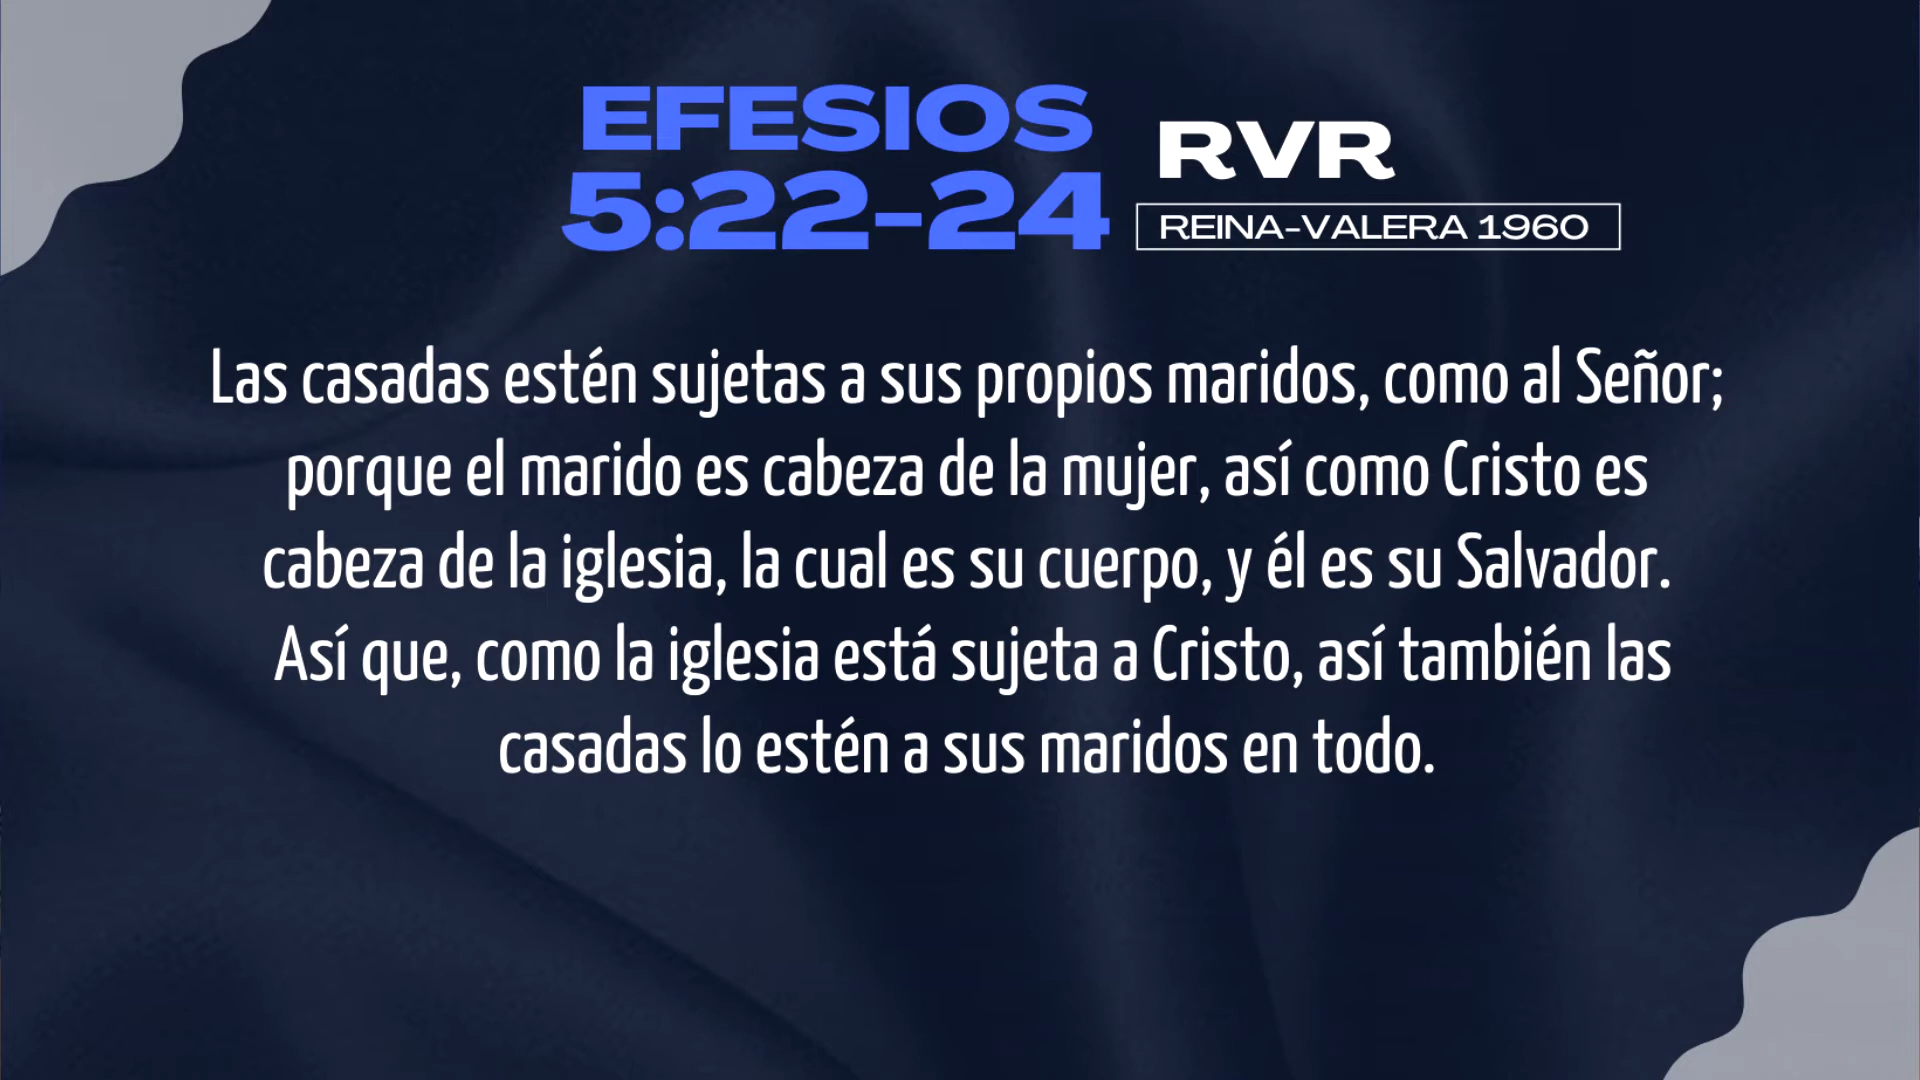 EFESIOS
5:22-24
RVR
REINA-VALERA 1960
Las casadas estén sujetas a sus propios maridos, como al Señor;
porque el marido es cabeza de la mujer, así como Cristo es
cabeza de la iglesia, la cual es su cuerpo, y él es su Salvador.
Así que, como la iglesia está sujeta a Cristo, así también las
casadas lo estén a sus maridos en todo.